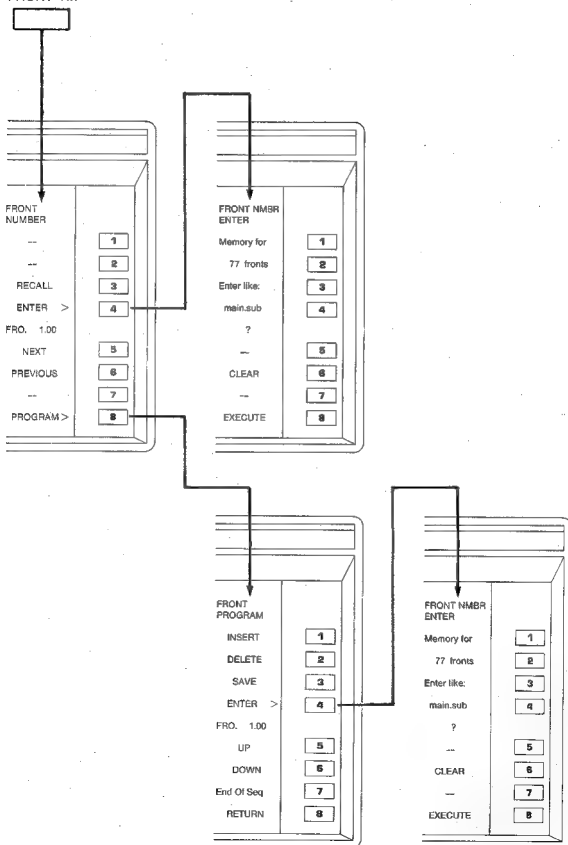 FRONT
NUMBER
--- 1
--- 2
RECALL 3
ENTER > 4
FRO. 1.00
NEXT 5
PREVIOUS 6
--- 7
PROGRAM> 8
FRONT NMBR
ENTER
Memory for 1
77 fronts 2
Enter like: 3
main.sub 4
?
--- 5
CLEAR 6
--- 7
EXECUTE 8
FRONT
PROGRAM
INSERT 1
DELETE 2
SAVE 3
ENTER > 4
FRO. 1.00
UP 5
DOWN 6
End Of Seq 7
RETURN 8
FRONT NMBR
ENTER
Memory for 1
77 fronts 2
Enter like: 3
main.sub 4
?
--- 5
CLEAR 6
--- 7
EXECUTE 8